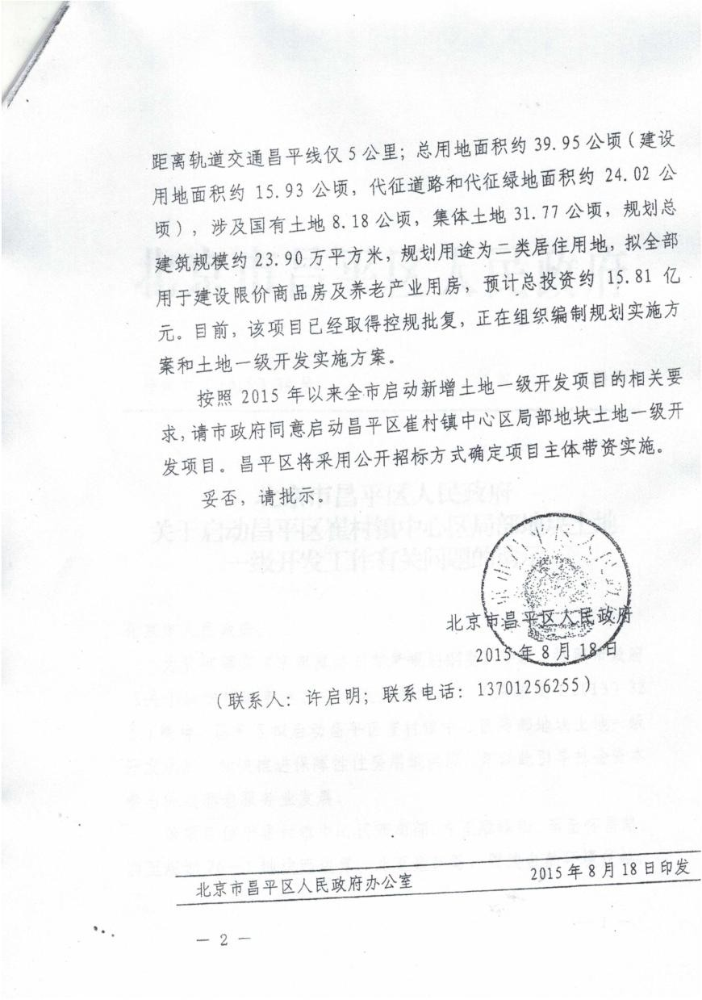 距离轨道交通昌平线仅5公里；总用地面积约39.95公顷（建设
用地面积约15.93公顷，代征道路和代征绿地面积约24.02公
顷），涉及国有土地8.18公顷，集体土地31.77公顷，规划总
建筑规模约23.90万平方米，规划用途为二类居住用地，拟全部
用于建设限价商品房及养老产业用房，预计总投资约15.81亿
元。目前，该项目已经取得控规批复，正在组织编制规划实施方
案和土地一级开发实施方案。
按照2015年以来全市启动新增土地一级开发项目的相关要
求，请市政府同意启动昌平区崔村镇中心区局部地块土地一级开
发项目。昌平区将采用公开招标方式确定项目主体带资实施。
妥否，请批示。
北京市昌平区人民政府
2015年8月18日
（联系人：许启明；联系电话：13701256255）
北京市昌平区人民政府办公室 2015年8月18日印发
— 2 —